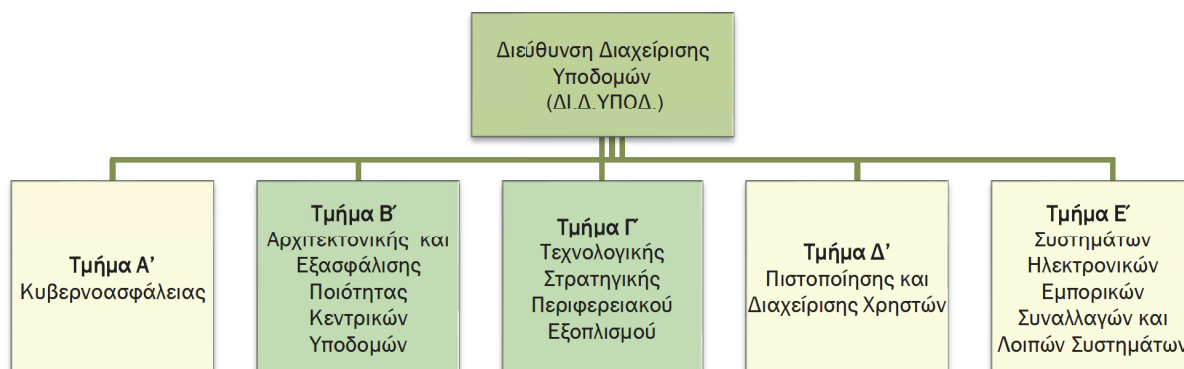 Διεύθυνση Διαχείρισης
Υποδομών
(ΔΙ.Δ.ΥΠΟΔ.)
Τμήμα Α’
Κυβερνοασφάλειας
Τμήμα Β΄
Αρχιτεκτονικής και
Εξασφάλισης
Ποιότητας
Κεντρικών
Υποδομών
Τμήμα Γ΄
Τεχνολογικής
Στρατηγικής
Περιφερειακού
Εξοπλισμού
Τμήμα Δ’
Πιστοποίησης και
Διαχείρισης Χρηστών
Τμήμα Ε΄
Συστημάτων
Ηλεκτρονικών
Εμπορικών
Συναλλαγών και
Λοιπών Συστημάτων